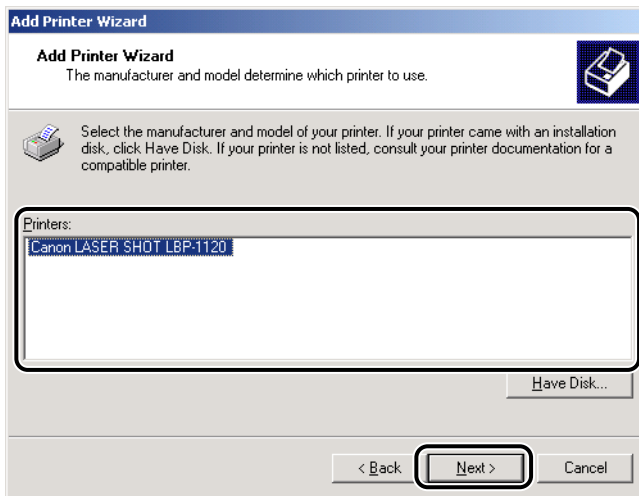 Add Printer Wizard
Add Printer Wizard
The manufacturer and model determine which printer to use.
Select the manufacturer and model of your printer. If your printer came with an installation
disk, click Have Disk. If your printer is not listed, consult your printer documentation for a
compatible printer.
Printers:
Canon LASER SHOT LBP-1120
Have Disk...
< Back
Next >
Cancel